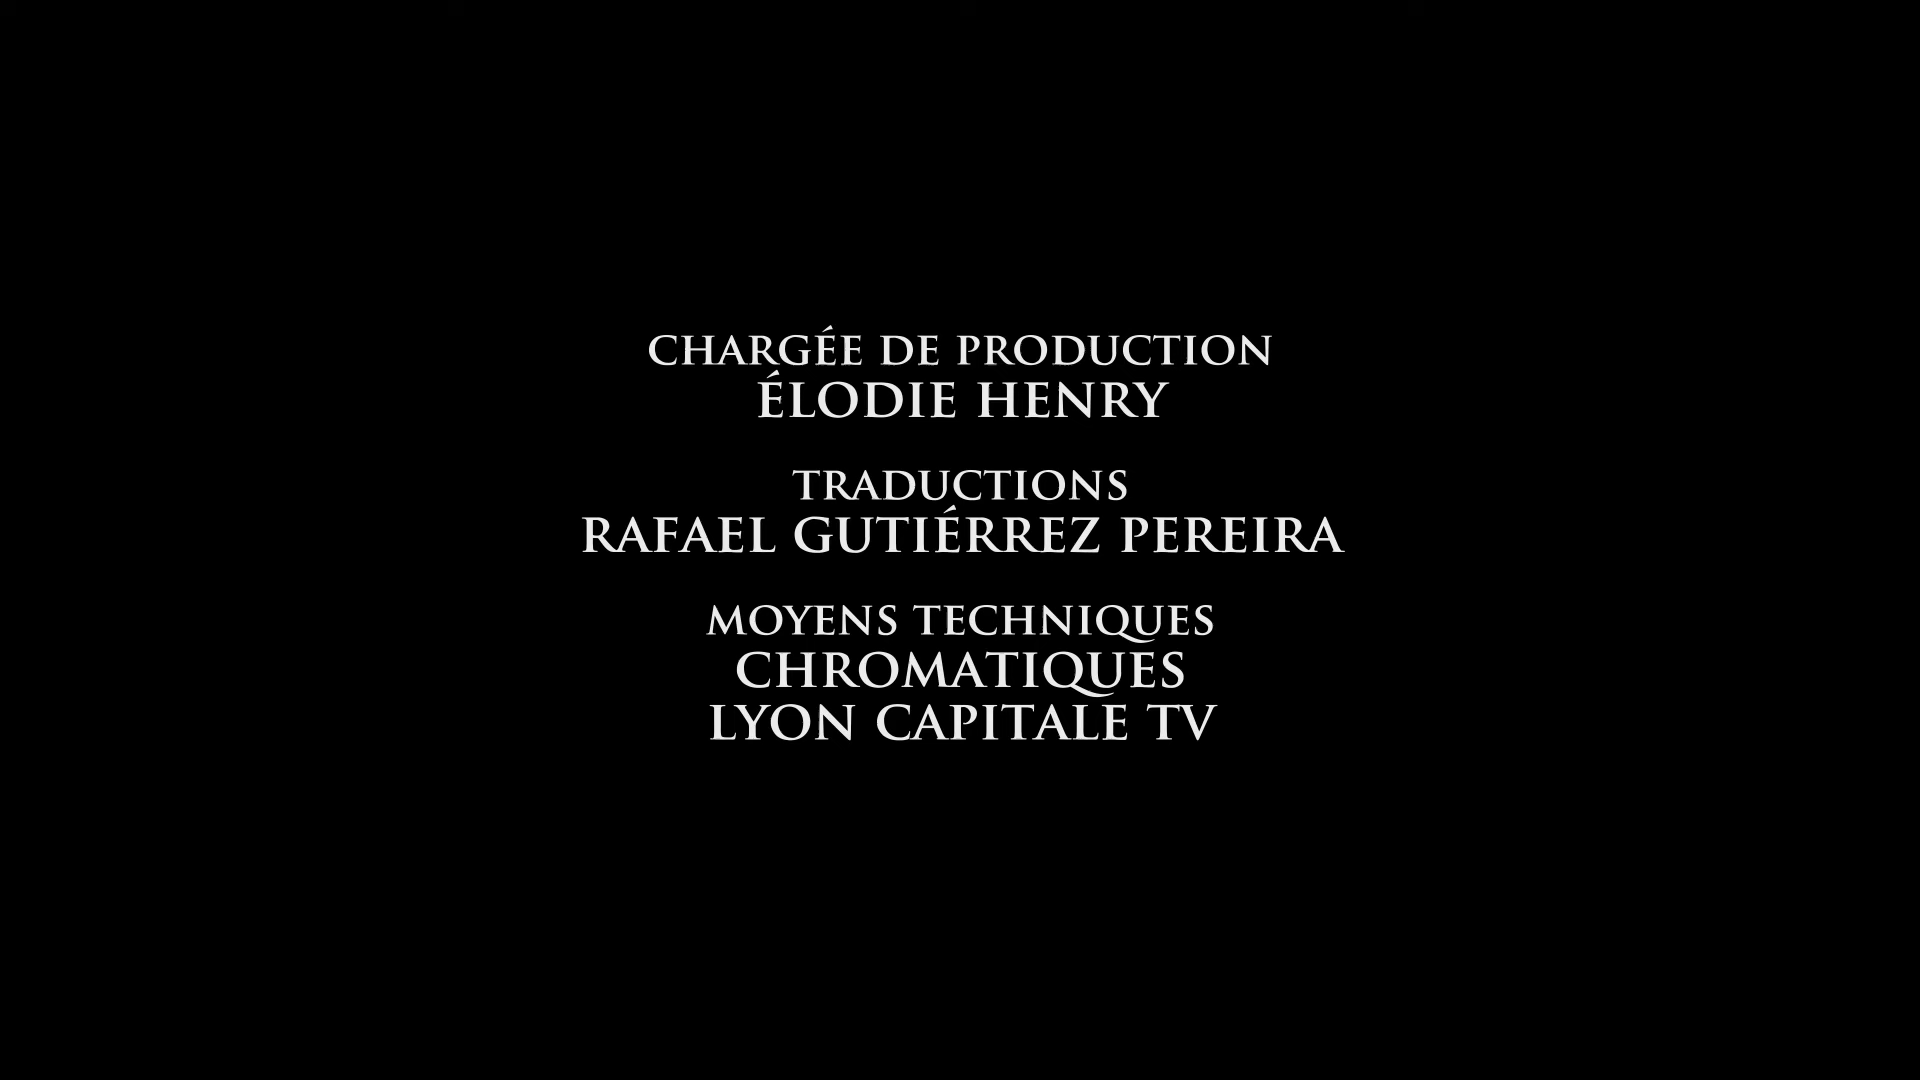 CHARGÉE DE PRODUCTION
ÉLODIE HENRY
TRADUCTIONS
RAFAEL GUTIÉRREZ PEREIRA
MOYENS TECHNIQUES
CHROMATIQUES
LYON CAPITALE TV